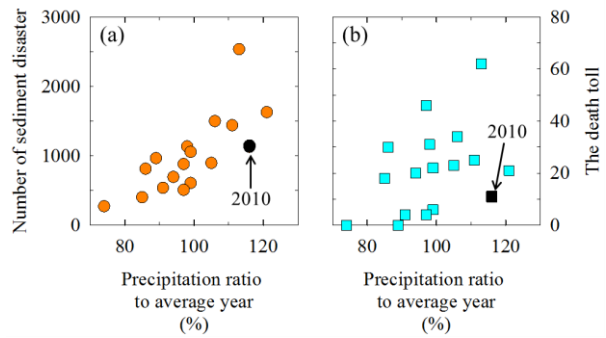 (a)
Number of sediment disaster
3000
2000
1000
0
2010
80 100 120
Precipitation ratio
to average year
(%)
(b)
The death toll
80
60
40
20
0
2010
80 100 120
Precipitation ratio
to average year
(%)